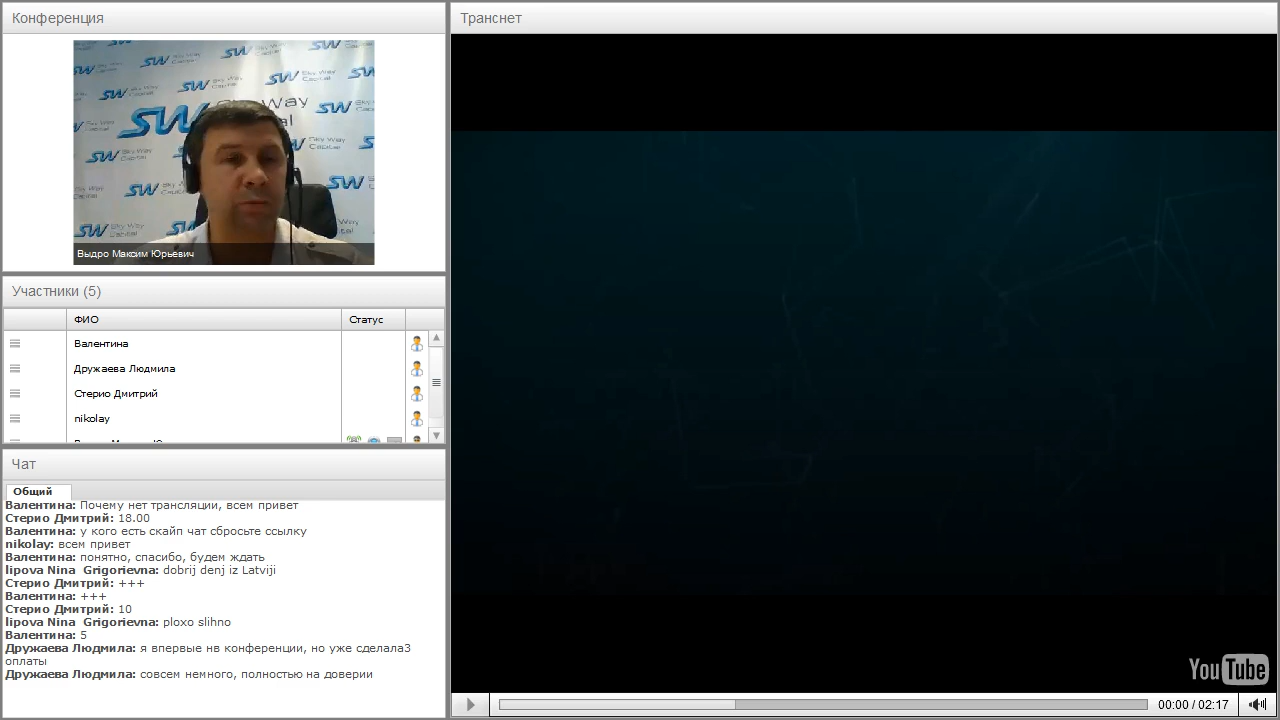 Конференция
SW Sky Way Capital
Выдро Максим Юрьевич
Участники (5)
ФИО Статус
Валентина
Дружаева Людмила
Стерио Дмитрий
nikolay
Чат
Общий
Валентина: Почему нет трансляции, всем привет
Стерио Дмитрий: 18.00
Валентина: у кого есть скайп чат сбросьте ссылку
nikolay: всем привет
Валентина: понятно, спасибо, будем ждать
lipova Nina Grigorievna: dobrij denj iz Latviji
Стерио Дмитрий: +++
Валентина: +++
Стерио Дмитрий: 10
lipova Nina Grigorievna: ploxo slihno
Валентина: 5
Дружаева Людмила: я впервые нв конференции, но уже сделала3
оплаты
Дружаева Людмила: совсем немного, полностью на доверии
Транснет
YouTube
00:00 / 02:17